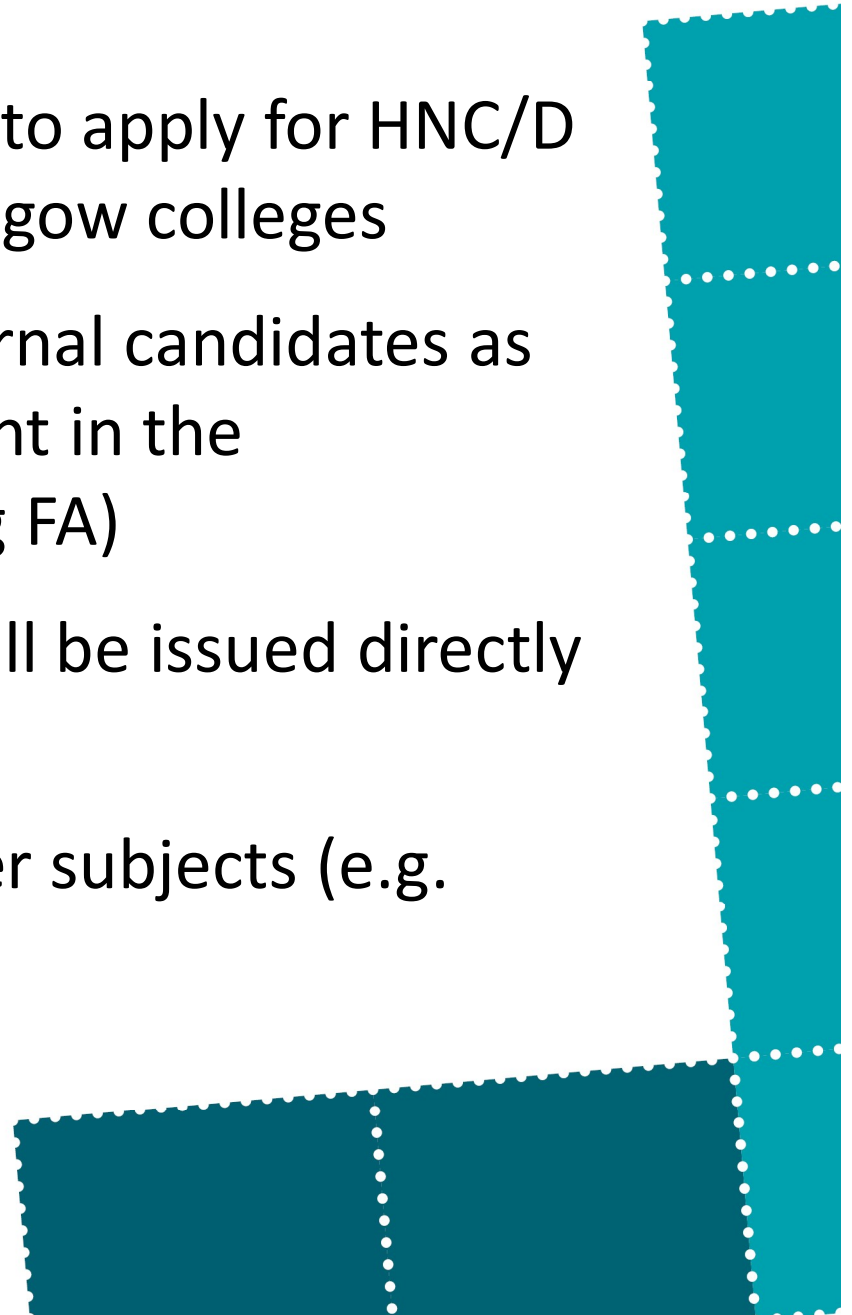 to apply for HNC/D
gow colleges
rnal candidates as
nt in the
g FA)
ll be issued directly
er subjects (e.g.